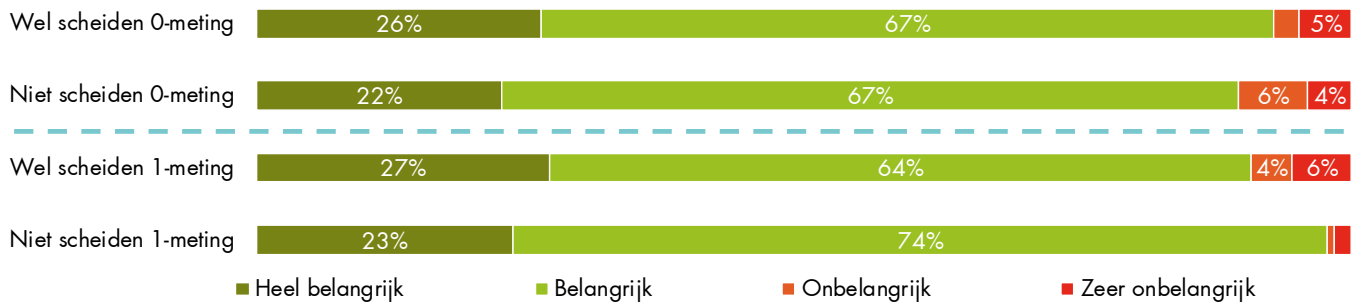 Wel scheiden 0-meting 26% 67% 5%
Niet scheiden 0-meting 22% 67% 6% 4%
Wel scheiden 1-meting 27% 64% 4% 6%
Niet scheiden 1-meting 23% 74%
Heel belangrijk Belangrijk Onbelangrijk Zeer onbelangrijk